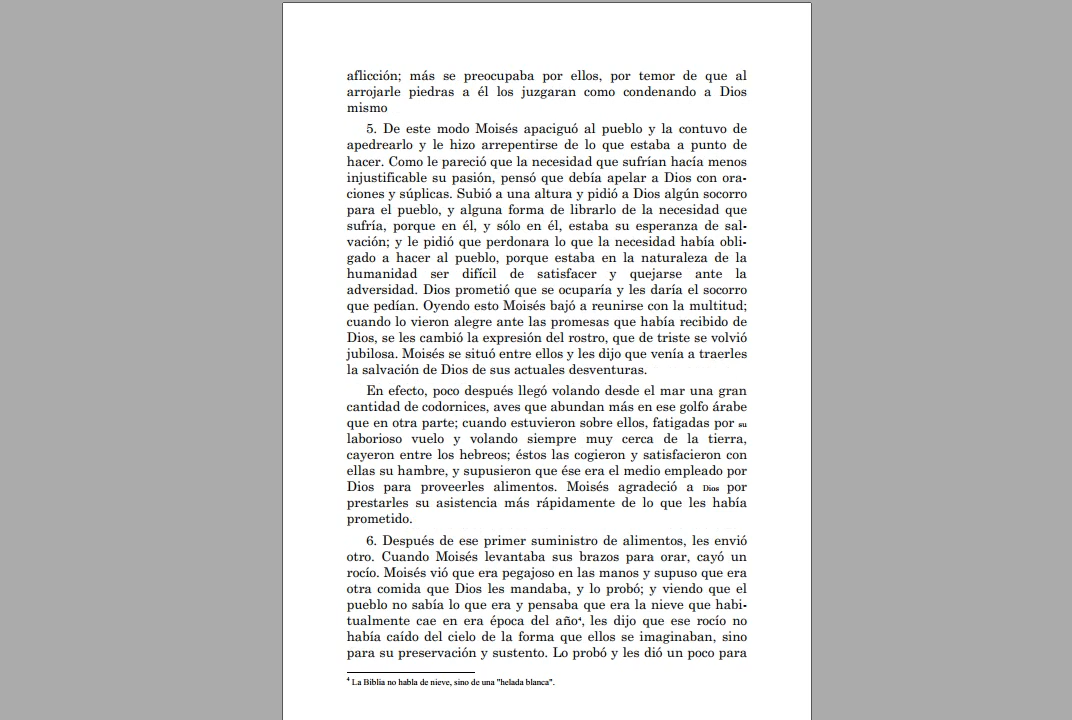 aflicción; más se preocupaba por ellos, por temor de que al
arrojarle piedras a él los juzgaran como condenando a Dios
mismo
5. De este modo Moisés apaciguó al pueblo y la contuvo de
apedrearlo y le hizo arrepentirse de lo que estaba a punto de
hacer. Como le pareció que la necesidad que sufrían hacía menos
injustificable su pasión, pensó que debía apelar a Dios con ora-
ciones y súplicas. Subió a una altura y pidió a Dios algún socorro
para el pueblo, y alguna forma de librarlo de la necesidad que
sufría, porque en él, y sólo en él, estaba su esperanza de sal-
vación; y le pidió que perdonara lo que la necesidad había obli-
gado a hacer al pueblo, porque estaba en la naturaleza de la
humanidad ser difícil de satisfacer y quejarse ante la
adversidad. Dios prometió que se ocuparía y les daría el socorro
que pedían. Oyendo esto Moisés bajó a reunirse con la multitud;
cuando lo vieron alegre ante las promesas que había recibido de
Dios, se les cambió la expresión del rostro, que de triste se volvió
jubilosa. Moisés se situó entre ellos y les dijo que venía a traerles
la salvación de Dios de sus actuales desventuras.
En efecto, poco después llegó volando desde el mar una gran
cantidad de codornices, aves que abundan más en ese golfo árabe
que en otra parte; cuando estuvieron sobre ellos, fatigadas por su
laborioso vuelo y volando siempre muy cerca de la tierra,
cayeron entre los hebreos; éstos las cogieron y satisfacieron con
ellas su hambre, y supusieron que ése era el medio empleado por
Dios para proveerles alimentos. Moisés agradeció a Dios por
prestarles su asistencia más rápidamente de lo que les había
prometido.
6. Después de ese primer suministro de alimentos, les envió
otro. Cuando Moisés levantaba sus brazos para orar, cayó un
rocío. Moisés vió que era pegajoso en las manos y supuso que era
otra comida que Dios les mandaba, y lo probó; y viendo que el
pueblo no sabía lo que era y pensaba que era la nieve que habi-
tualmente cae en era época del año⁴, les dijo que ese rocío no
había caído del cielo de la forma que ellos se imaginaban, sino
para su preservación y sustento. Lo probó y les dió un poco para
⁴ La Biblia no habla de nieve, sino de una "helada blanca".